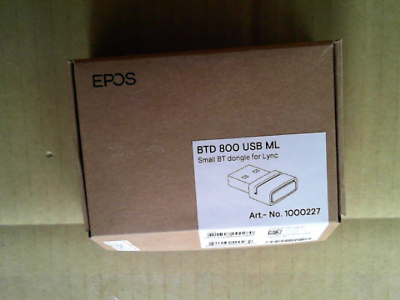 EPOS
BTD 800 USB ML
Small BT dongle for Lync
Art.- No. 1000227